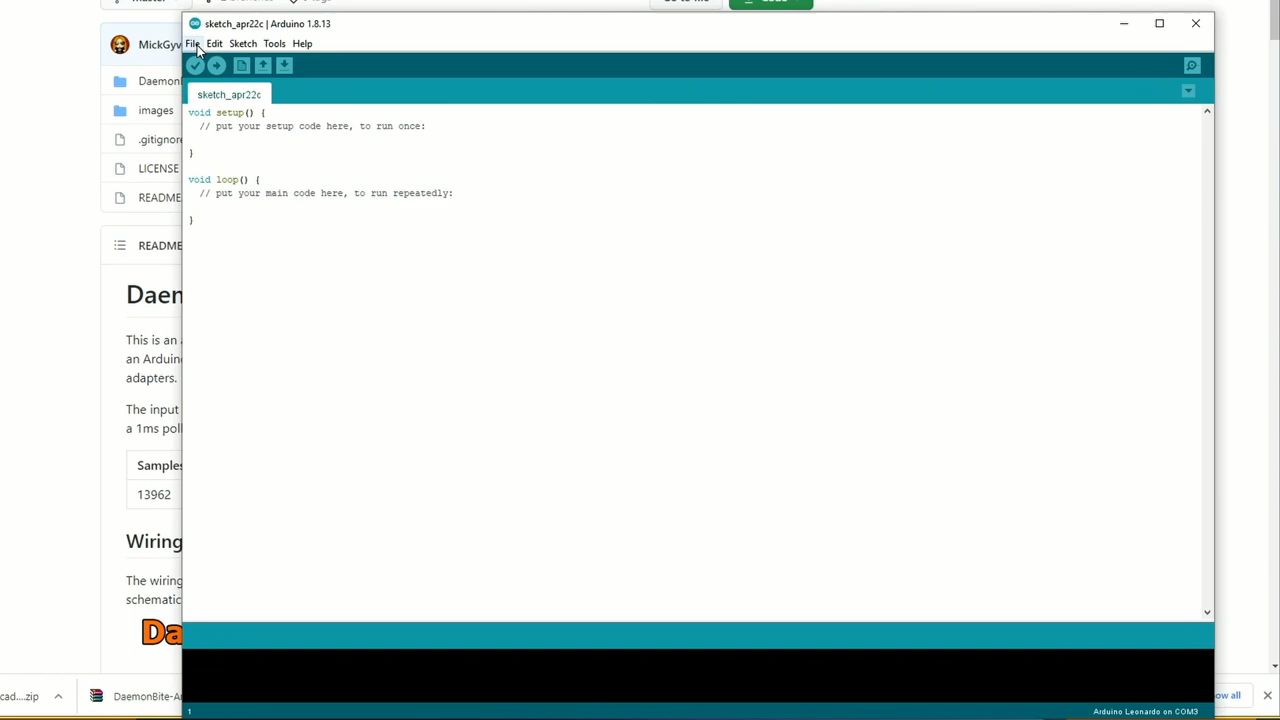 sketch_apr22c | Arduino 1.8.13
File Edit Sketch Tools Help
sketch_apr22c
void setup() {
// put your setup code here, to run once:
}
void loop() {
// put your main code here, to run repeatedly:
}
MickGyv
images
.gitignore
LICENSE
README
README
Daem
This is an
an Arduin
adapters.
The input
a 1ms poll
Samples
13962
Wiring
The wiring
schematic
Da
cad....zip
DaemonBite-Ar
ow all
1
Arduino Leonardo on COM3